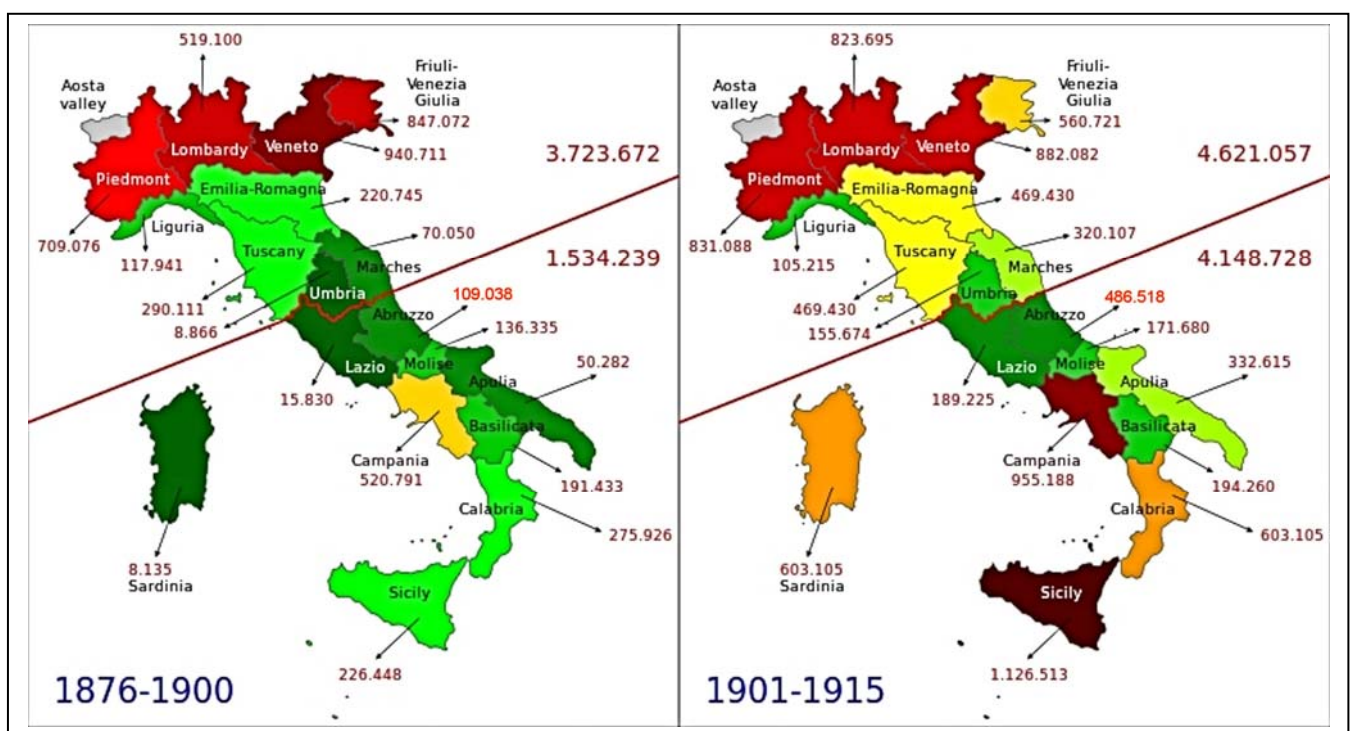 519.100
Aosta
valley
Friuli-
Venezia
Giulia
847.072
Lombardy
Veneto
940.711
3.723.672
Piedmont
Emilia-Romagna
220.745
709.076
Liguria
117.941
70.050
Tuscany
Marches
1.534.239
290.111
8.866
Umbria
109.038
Abruzzo
136.335
Lazio
Molise
50.282
15.830
Apulia
Basilicata
Campania
520.791
191.433
Calabria
275.926
8.135
Sardinia
Sicily
226.448
1876-1900
823.695
Aosta
valley
Friuli-
Venezia
Giulia
560.721
Lombardy
Veneto
882.082
4.621.057
Piedmont
Emilia-Romagna
469.430
831.088
Liguria
105.215
320.107
Tuscany
Marches
4.148.728
469.430
155.674
Umbria
486.518
Abruzzo
171.680
Lazio
Molise
332.615
189.225
Apulia
Basilicata
Campania
955.188
194.260
Calabria
603.105
603.105
Sardinia
Sicily
1.126.513
1901-1915